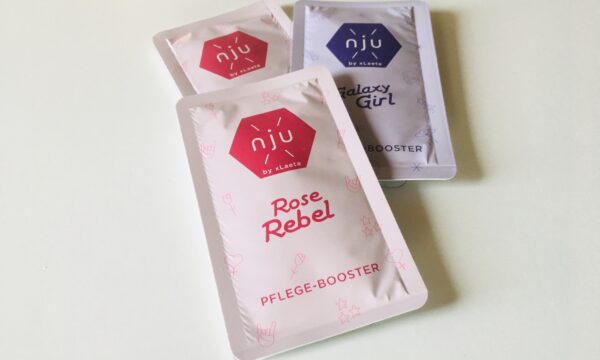 nju
by xLaeta
nju
by xLaeta
Galaxy
Girl
BOOSTER
nju
by xLaeta
Rose
Rebel
PFLEGE-BOOSTER